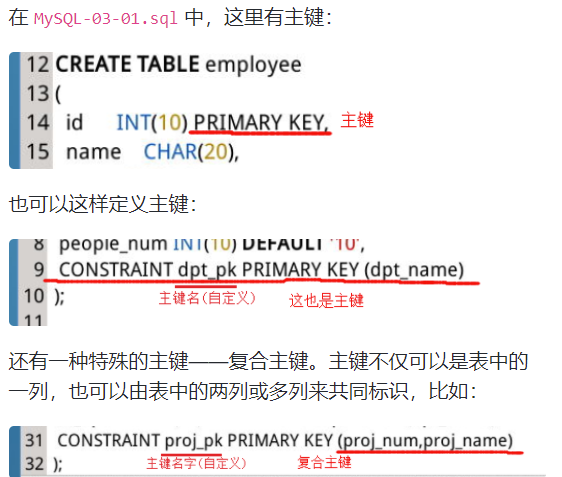 在 MySQL-03-01.sql 中，这里有主键：
12 CREATE TABLE employee
13 (
14 id INT(10) PRIMARY KEY, 主键
15 name CHAR(20),
也可以这样定义主键：
8 people_num INT(10) DEFAULT '10',
9 CONSTRAINT dpt_pk PRIMARY KEY (dpt_name)
10 ); 主键名(自定义) 这也是主键
11
还有一种特殊的主键——复合主键。主键不仅可以是表中的
一列，也可以由表中的两列或多列来共同标识，比如：
31 CONSTRAINT proj_pk PRIMARY KEY (proj_num,proj_name)
32 ); 主键名字(自定义) 复合主键